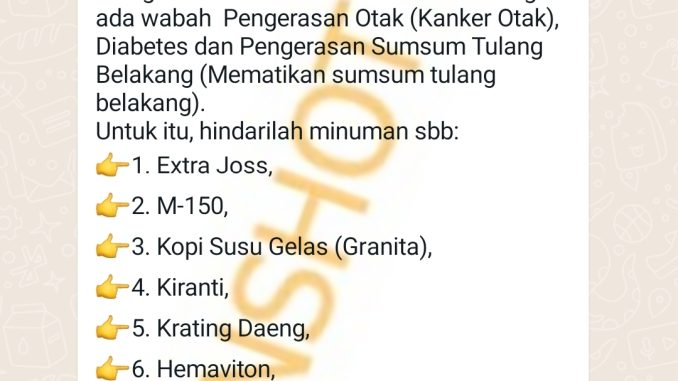 ada wabah Pengerasan Otak (Kanker Otak),
Diabetes dan Pengerasan Sumsum Tulang
Belakang (Mematikan sumsum tulang
belakang).
Untuk itu, hindarilah minuman sbb:
👉1. Extra Joss,
👉2. M-150,
👉3. Kopi Susu Gelas (Granita),
👉4. Kiranti,
👉5. Krating Daeng,
👉6. Hemaviton,